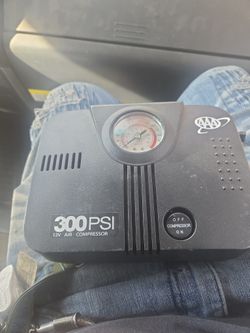 AAA
300PSI
12V AIR COMPRESSOR
OFF
COMPRESSOR
ON